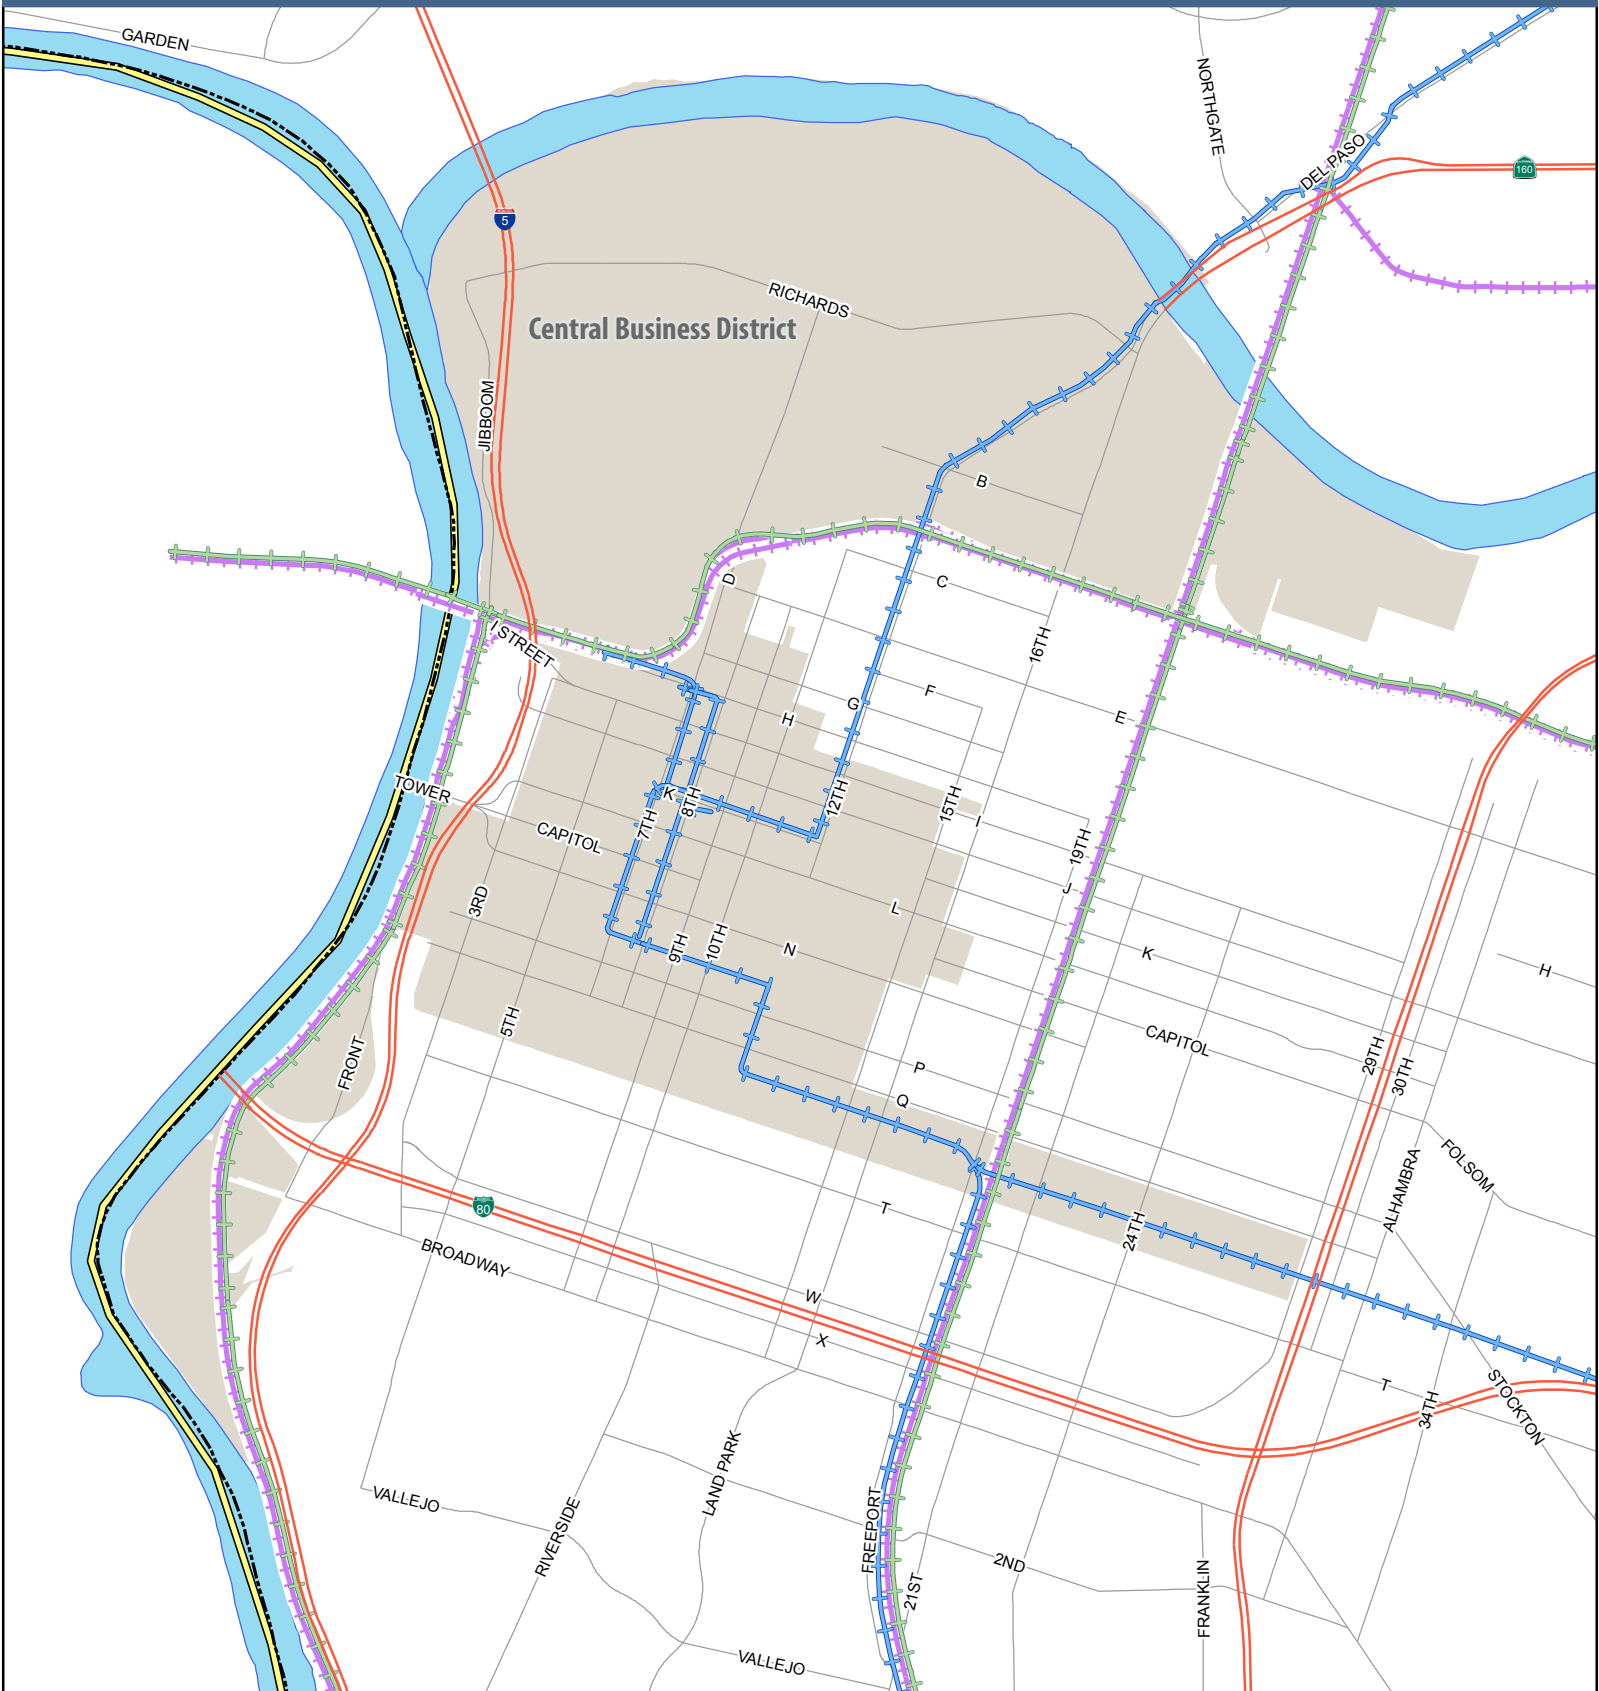 GARDEN
NORTHGATE
DEL PASO
160
5
RICHARDS
Central Business District
JIBBOOM
B
D
C
I STREET
16TH
F
G
H
E
TOWER
K
7TH
8TH
12TH
15TH
I
CAPITOL
19TH
J
3RD
L
9TH
10TH
N
K
H
5TH
CAPITOL
FRONT
P
29TH
30TH
Q
FOLSOM
ALHAMBRA
80
T
24TH
BROADWAY
W
X
T
34TH
STOCKTON
VALLEJO
LAND PARK
RIVERSIDE
FREEPORT
2ND
21ST
FRANKLIN
VALLEJO